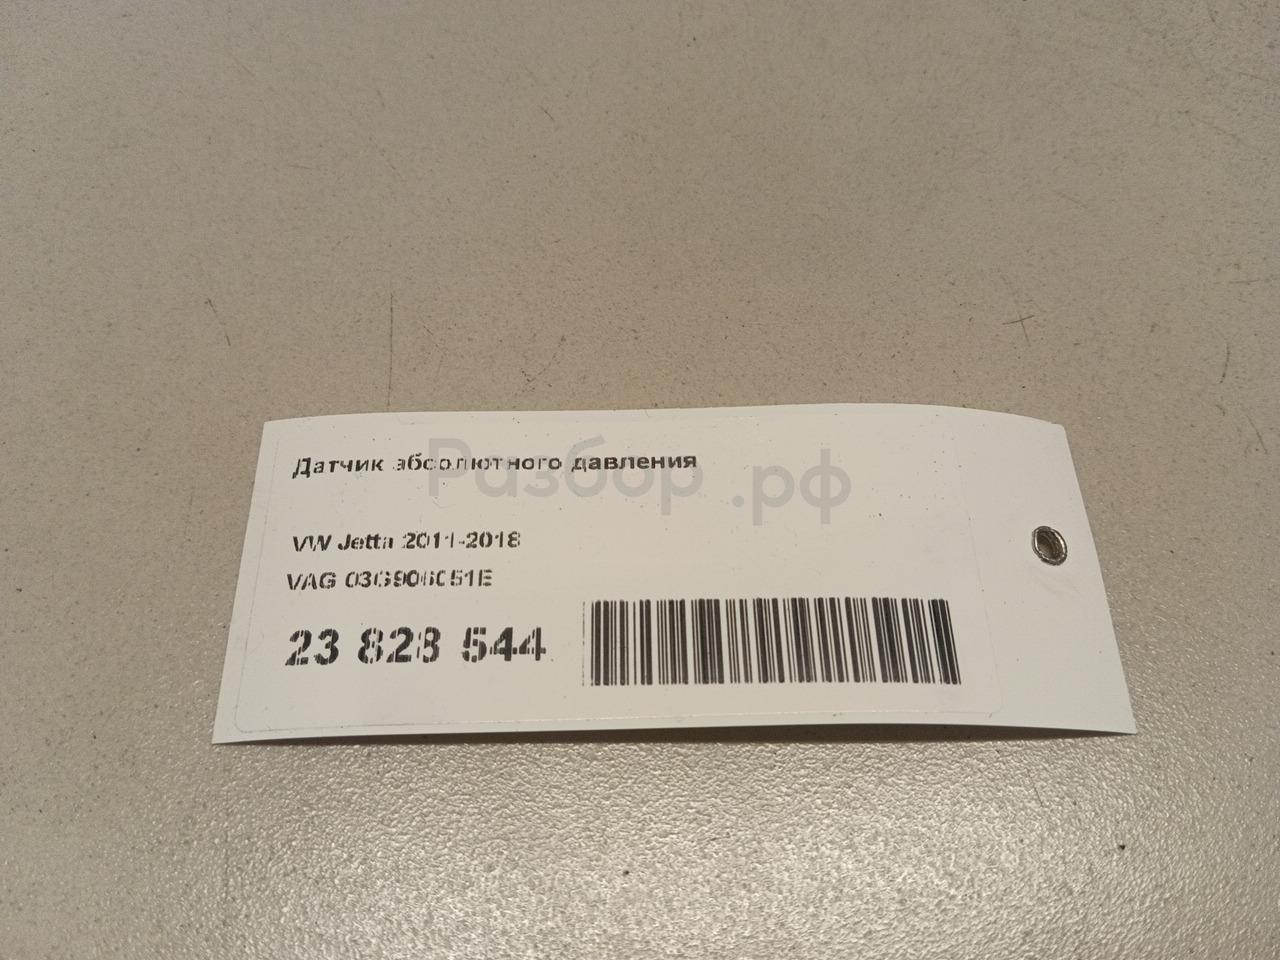 Датчик абсолютного давления
Разбор.рф
VW Jetta 2011-2018
VAG 03G906051E
23 828 544